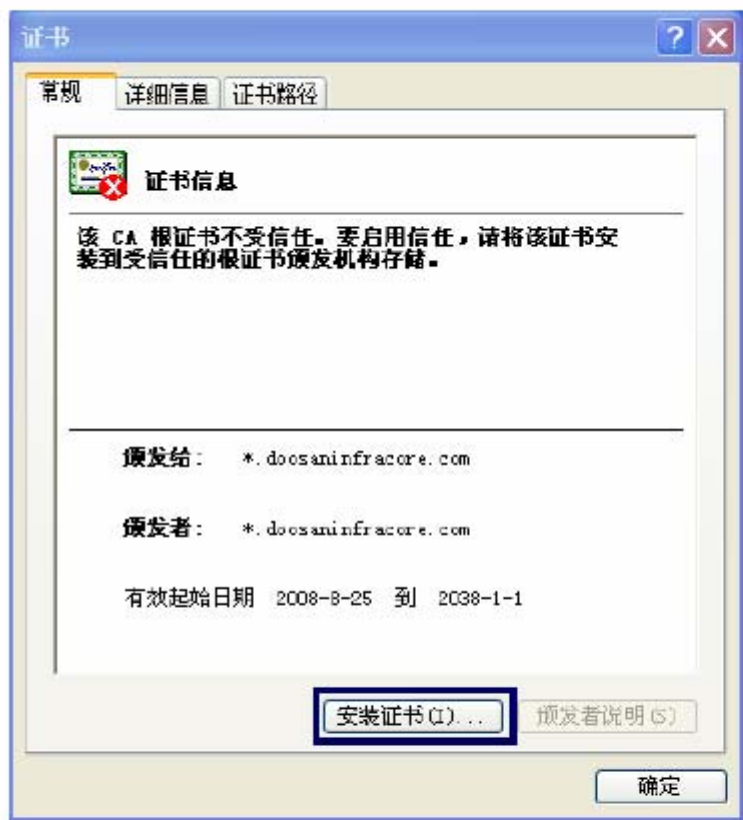 证书
常规 详细信息 证书路径
证书信息
该 CA 根证书不受信任。要启用信任，请将该证书安
装到受信任的根证书颁发机构存储。
颁发给： *.doosaninfracore.com
颁发者： *.doosaninfracore.com
有效起始日期 2008-8-25 到 2038-1-1
安装证书(I)... 颁发者说明(S)
确定